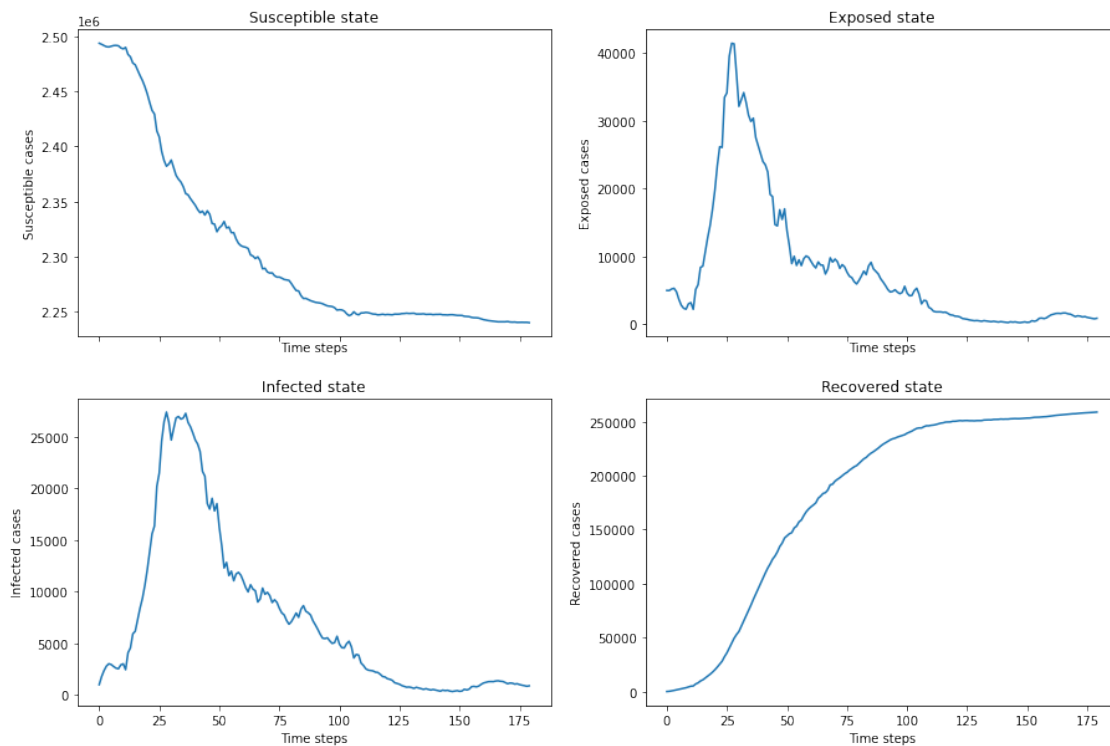 Susceptible state
1e6
2.50
2.45
2.40
2.35
2.30
2.25
Susceptible cases
Time steps
Exposed state
40000
30000
20000
10000
0
Exposed cases
Time steps
Infected state
25000
20000
15000
10000
5000
0
Infected cases
0 25 50 75 100 125 150 175
Time steps
Recovered state
250000
200000
150000
100000
50000
0
Recovered cases
0 25 50 75 100 125 150 175
Time steps